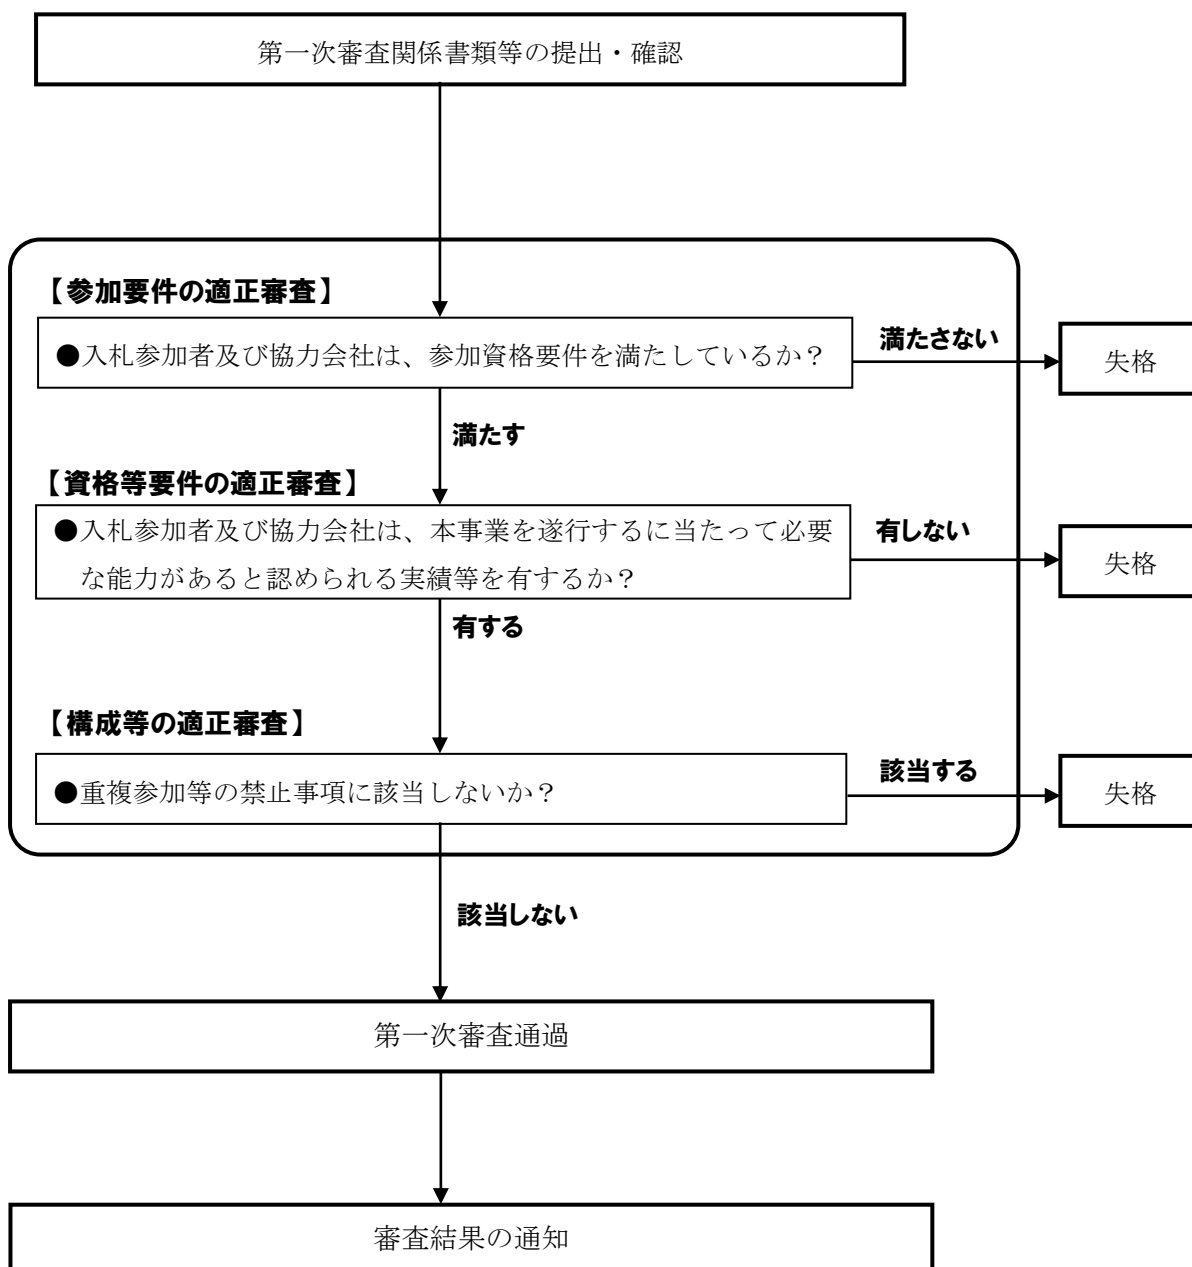 第一次審査関係書類等の提出・確認
【参加要件の適正審査】
●入札参加者及び協力会社は、参加資格要件を満たしているか？
満たさない
失格
満たす
【資格等要件の適正審査】
●入札参加者及び協力会社は、本事業を遂行するに当たって必要
な能力があると認められる実績等を有するか？
有しない
失格
有する
【構成等の適正審査】
●重複参加等の禁止事項に該当しないか？
該当する
失格
該当しない
第一次審査通過
審査結果の通知